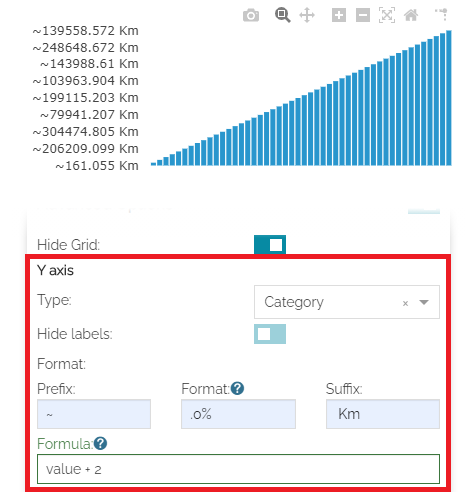 ~139558.572 Km
~248648.672 Km
~143988.61 Km
~103963.904 Km
~199115.203 Km
~79941.207 Km
~304474.805 Km
~206209.099 Km
~161.055 Km
Hide Grid:
Y axis
Type: Category × 
Hide labels:
Format:
Prefix: Format:? Suffix:
~ .0% Km
Formula:?
value + 2